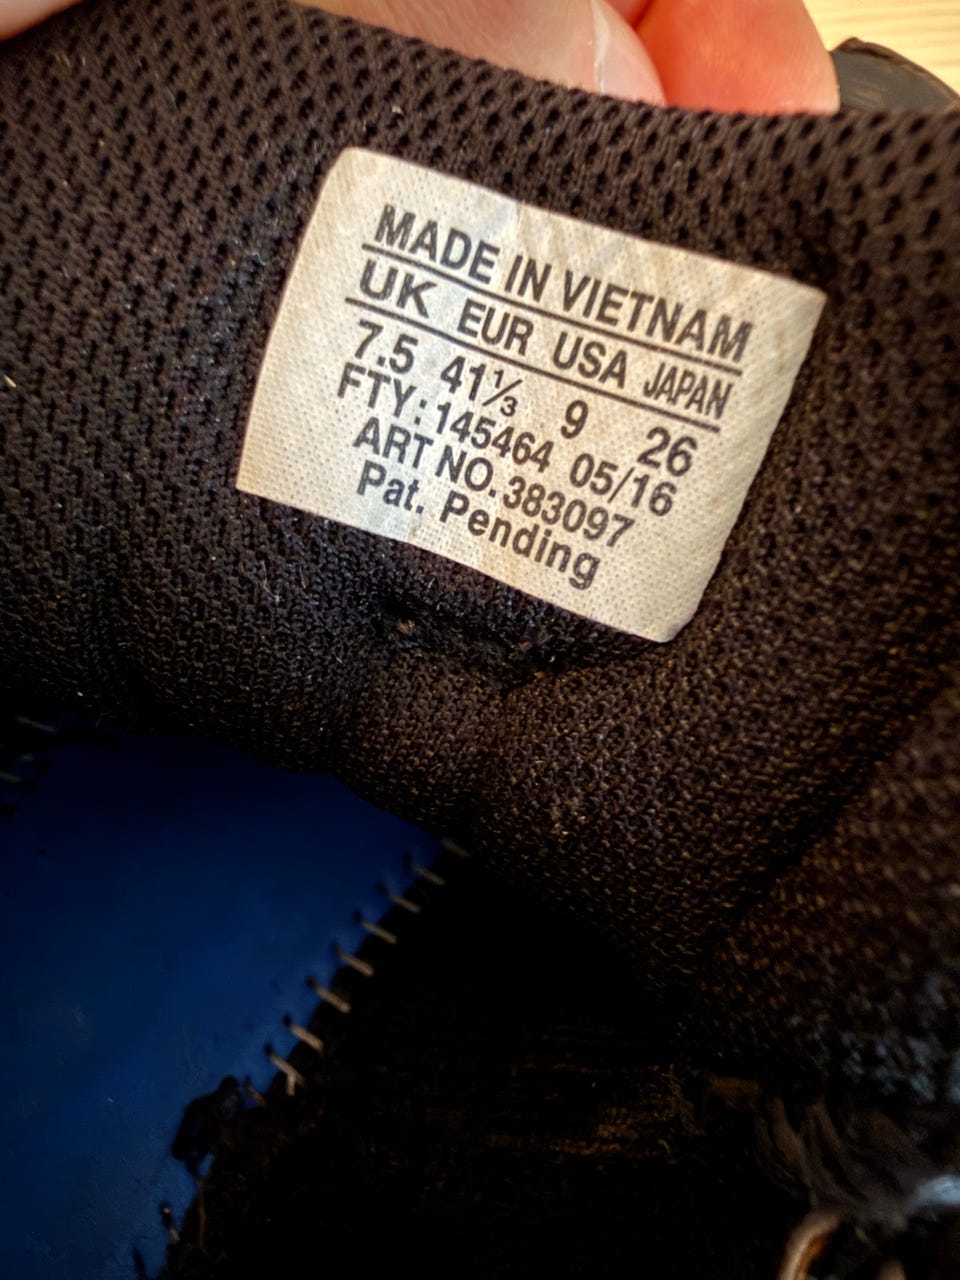 MADE IN VIETNAM
UK EUR USA JAPAN
7.5 41⅓ 9 26
FTY: 145464 05/16
ART NO. 383097
Pat. Pending